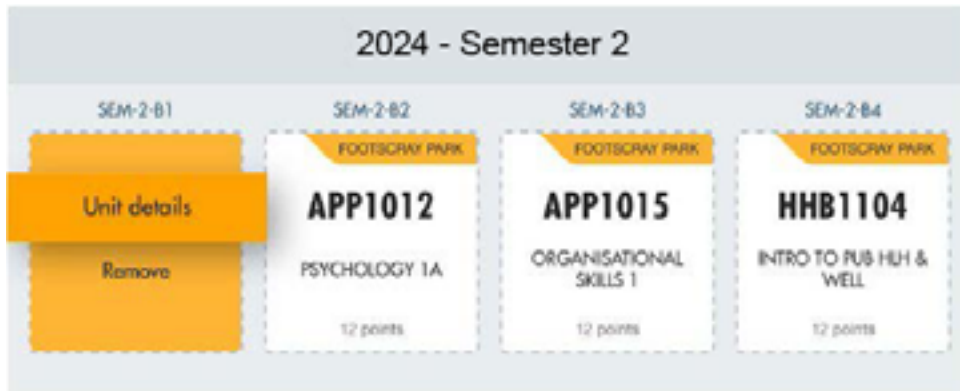 2024 - Semester 2
SEM-2-B1
SEM-2-B2
SEM-2-B3
SEM-2-B4
Unit details
Remove
FOOTSCRAY PARK
APP1012
PSYCHOLOGY 1A
12 points
FOOTSCRAY PARK
APP1015
ORGANISATIONAL
SKILLS 1
12 points
FOOTSCRAY PARK
HHB1104
INTRO TO PUB HLH &
WELL
12 points